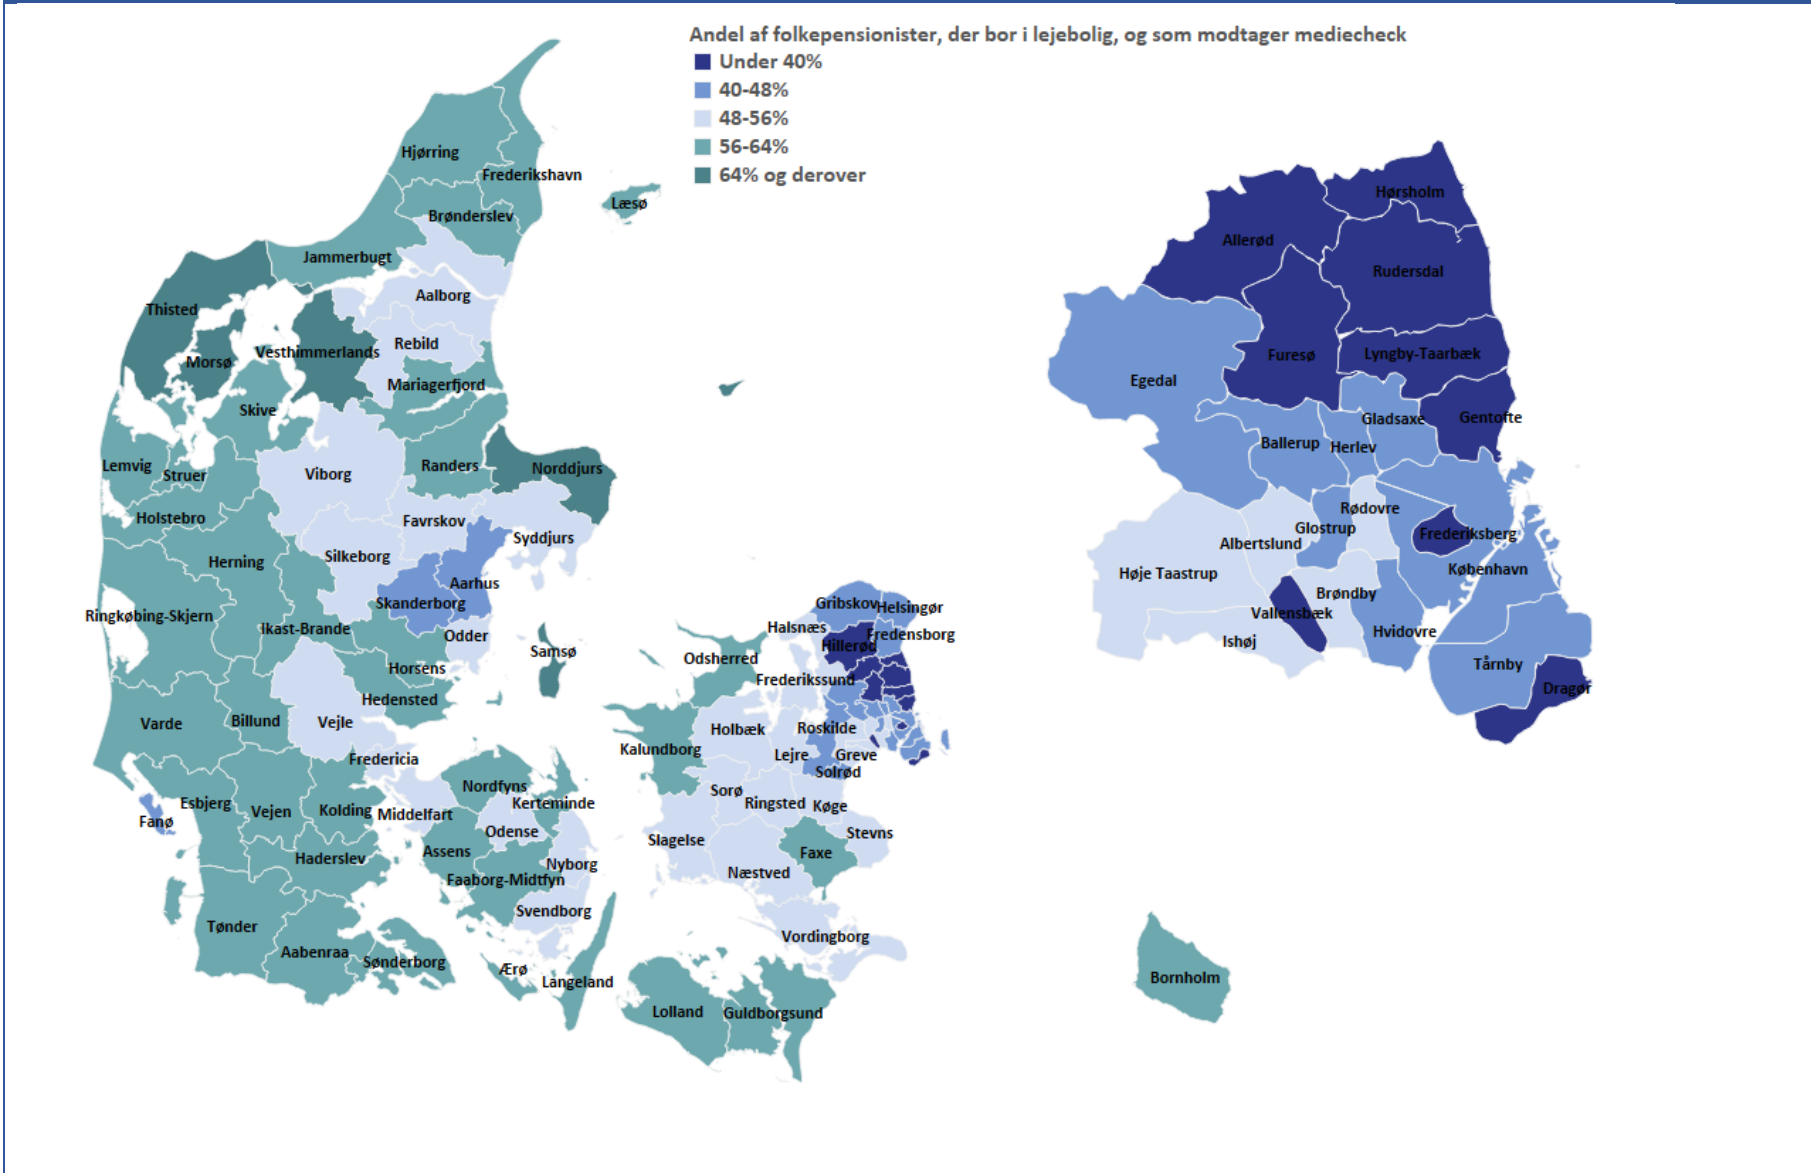 Andel af folkepensionister, der bor i lejebolig, og som modtager mediecheck
Under 40%
40-48%
48-56%
56-64%
64% og derover
Hjørring
Frederikshavn
Læsø
Brønderslev
Jammerbugt
Aalborg
Thisted
Rebild
Vesthimmerlands
Morsø
Mariagerfjord
Skive
Lemvig
Struer
Viborg
Randers
Norddjurs
Holstebro
Favrskov
Syddjurs
Silkeborg
Herning
Aarhus
Skanderborg
Ringkøbing-Skjern
Ikast-Brande
Odder
Samsø
Horsens
Hedensted
Varde
Billund
Vejle
Fredericia
Esbjerg
Fanø
Vejen
Kolding
Middelfart
Nordfyns
Kerteminde
Odense
Haderslev
Assens
Nyborg
Faaborg-Midtfyn
Svendborg
Tønder
Aabenraa
Sønderborg
Ærø
Langeland
Gribskov
Helsingør
Halsnæs
Fredensborg
Hillerød
Odsherred
Frederikssund
Holbæk
Roskilde
Kalundborg
Lejre
Greve
Solrød
Sorø
Ringsted
Køge
Slagelse
Stevns
Faxe
Næstved
Vordingborg
Lolland
Guldborgsund
Hørsholm
Allerød
Rudersdal
Furesø
Lyngby-Taarbæk
Egedal
Gladsaxe
Gentofte
Ballerup
Herlev
Rødovre
Glostrup
Frederiksberg
Albertslund
København
Høje Taastrup
Brøndby
Vallensbæk
Hvidovre
Ishøj
Tårnby
Dragør
Bornholm